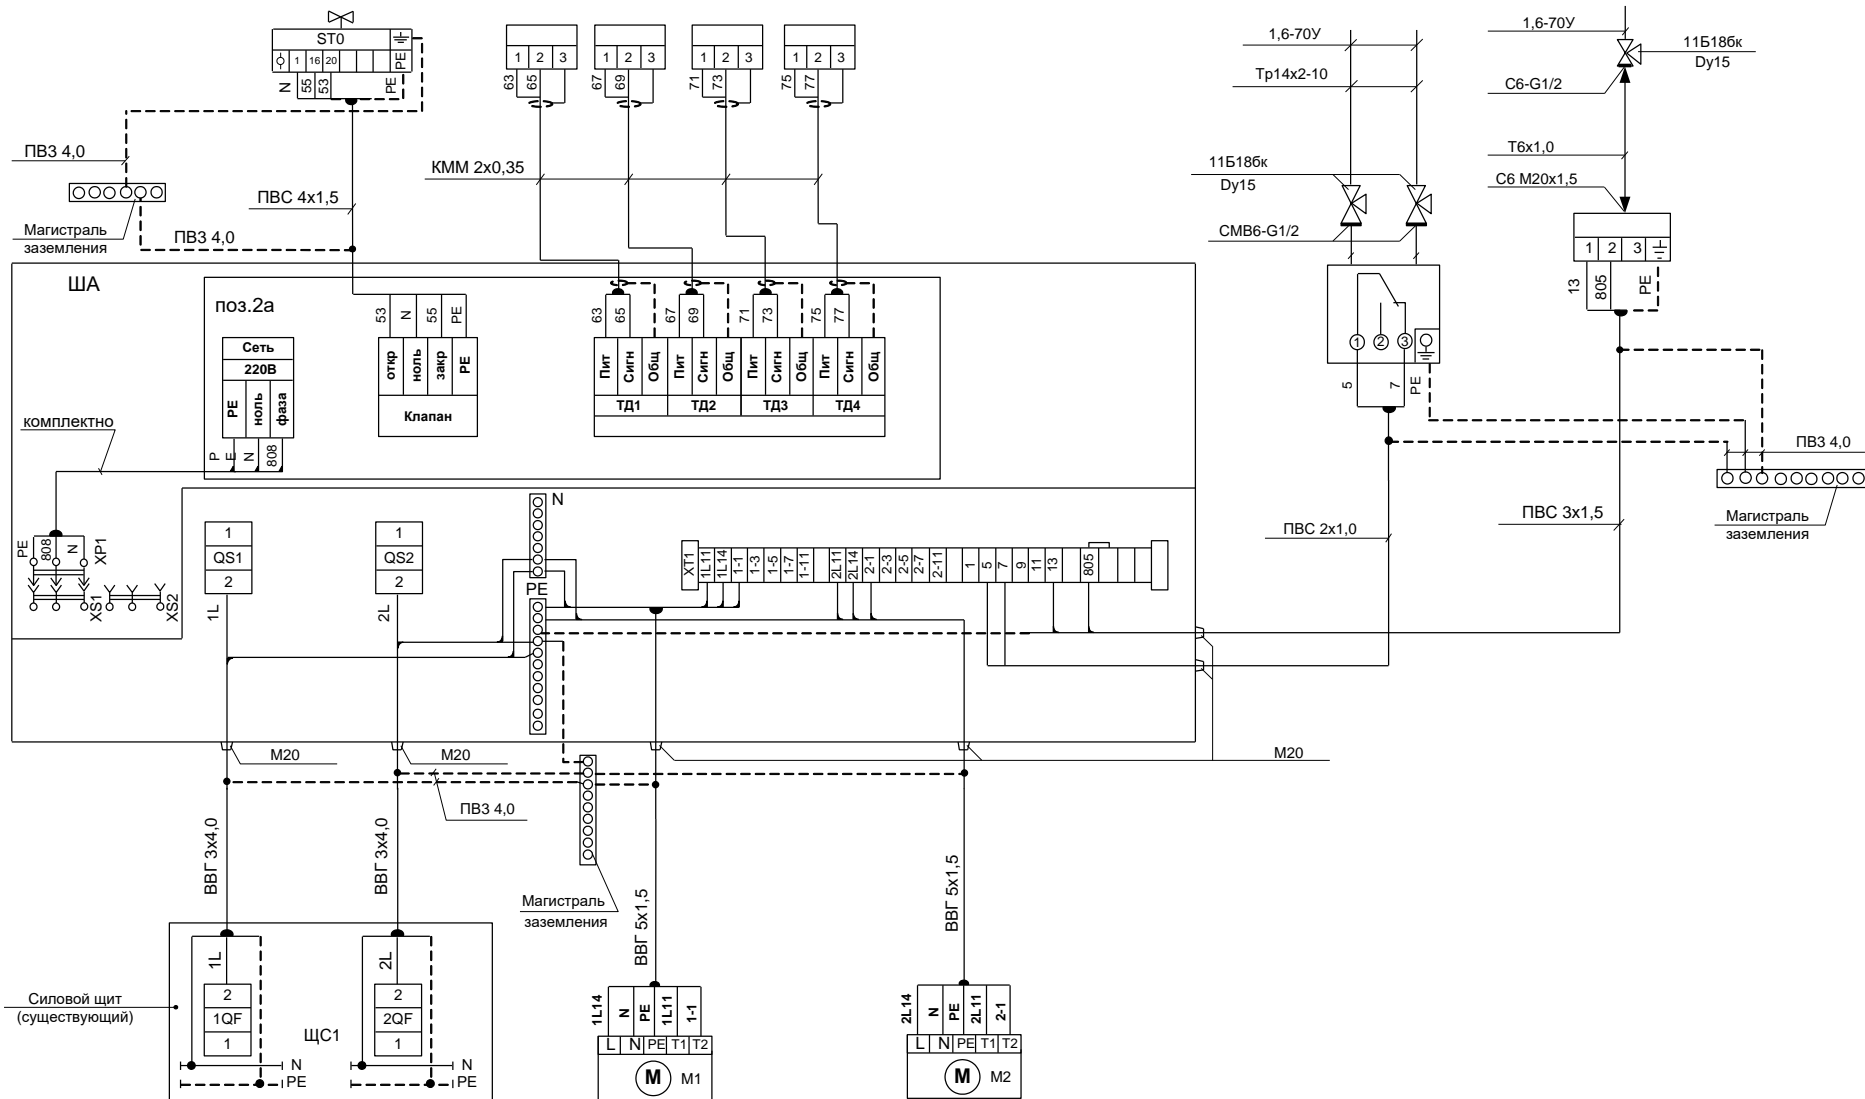 ST0
1 16 20 PE
N 55 53 PE
1 2 3
63 65
1 2 3
67 69
1 2 3
71 73
1 2 3
75 77
1,6-70У
Тр14х2-10
11Б18бк
Dy15
СМВ6-G1/2
1,6-70У
11Б18бк
Dy15
С6-G1/2
Т6х1,0
С6 М20х1,5
1 2 3
13 805 PE
ПВ3 4,0
Магистраль
заземления
ПВ3 4,0
ПВС 4х1,5
КММ 2х0,35
ША
поз.2а
Сеть
220В
PE ноль фаза
P E N 808
53 N 55 PE
откр ноль закр PE
Клапан
63 65
67 69
71 73
75 77
Пит Сигн Общ Пит Сигн Общ Пит Сигн Общ Пит Сигн Общ
ТД1 ТД2 ТД3 ТД4
1 2 3
5 7 PE
ПВ3 4,0
Магистраль
заземления
ПВС 2х1,0
ПВС 3х1,5
комплектно
PE 808 N XP1
XS1 XS2
1
QS1
2
1L
1
QS2
2
2L
N
PE
XT1 1L11 1L14 1-1 1-3 1-5 1-7 1-11 2L11 2L14 2-1 2-3 2-5 2-7 2-11 1 5 7 9 11 13 805
М20
М20
М20
ПВ3 4,0
Магистраль
заземления
ВВГ 3х4,0
ВВГ 3х4,0
ВВГ 5х1,5
ВВГ 5х1,5
Силовой щит
(существующий)
1L
2
1QF
1
2L
2
2QF
1
ЩС1
N
PE
N
PE
1L14 N PE 1L11 1-1
L N PE T1 T2
М М1
2L14 N PE 2L11 2-1
L N PE T1 T2
М М2